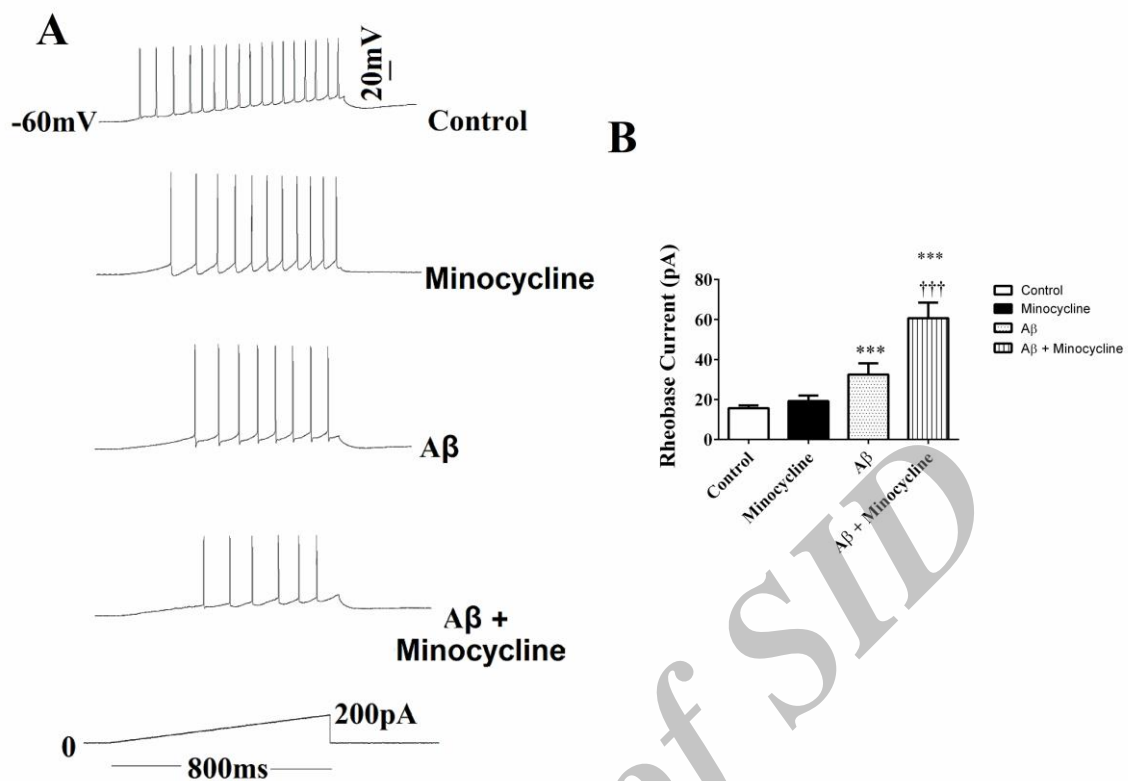 A
20mV
-60mV
Control
Minocycline
Aβ
Aβ +
Minocycline
0
200pA
800ms
B
Rheobase Current (pA)
80
60
40
20
0
***
***
†††
Control
Minocycline
Aβ
Aβ + Minocycline
Control
Minocycline
Aβ
Aβ + Minocycline
of SID